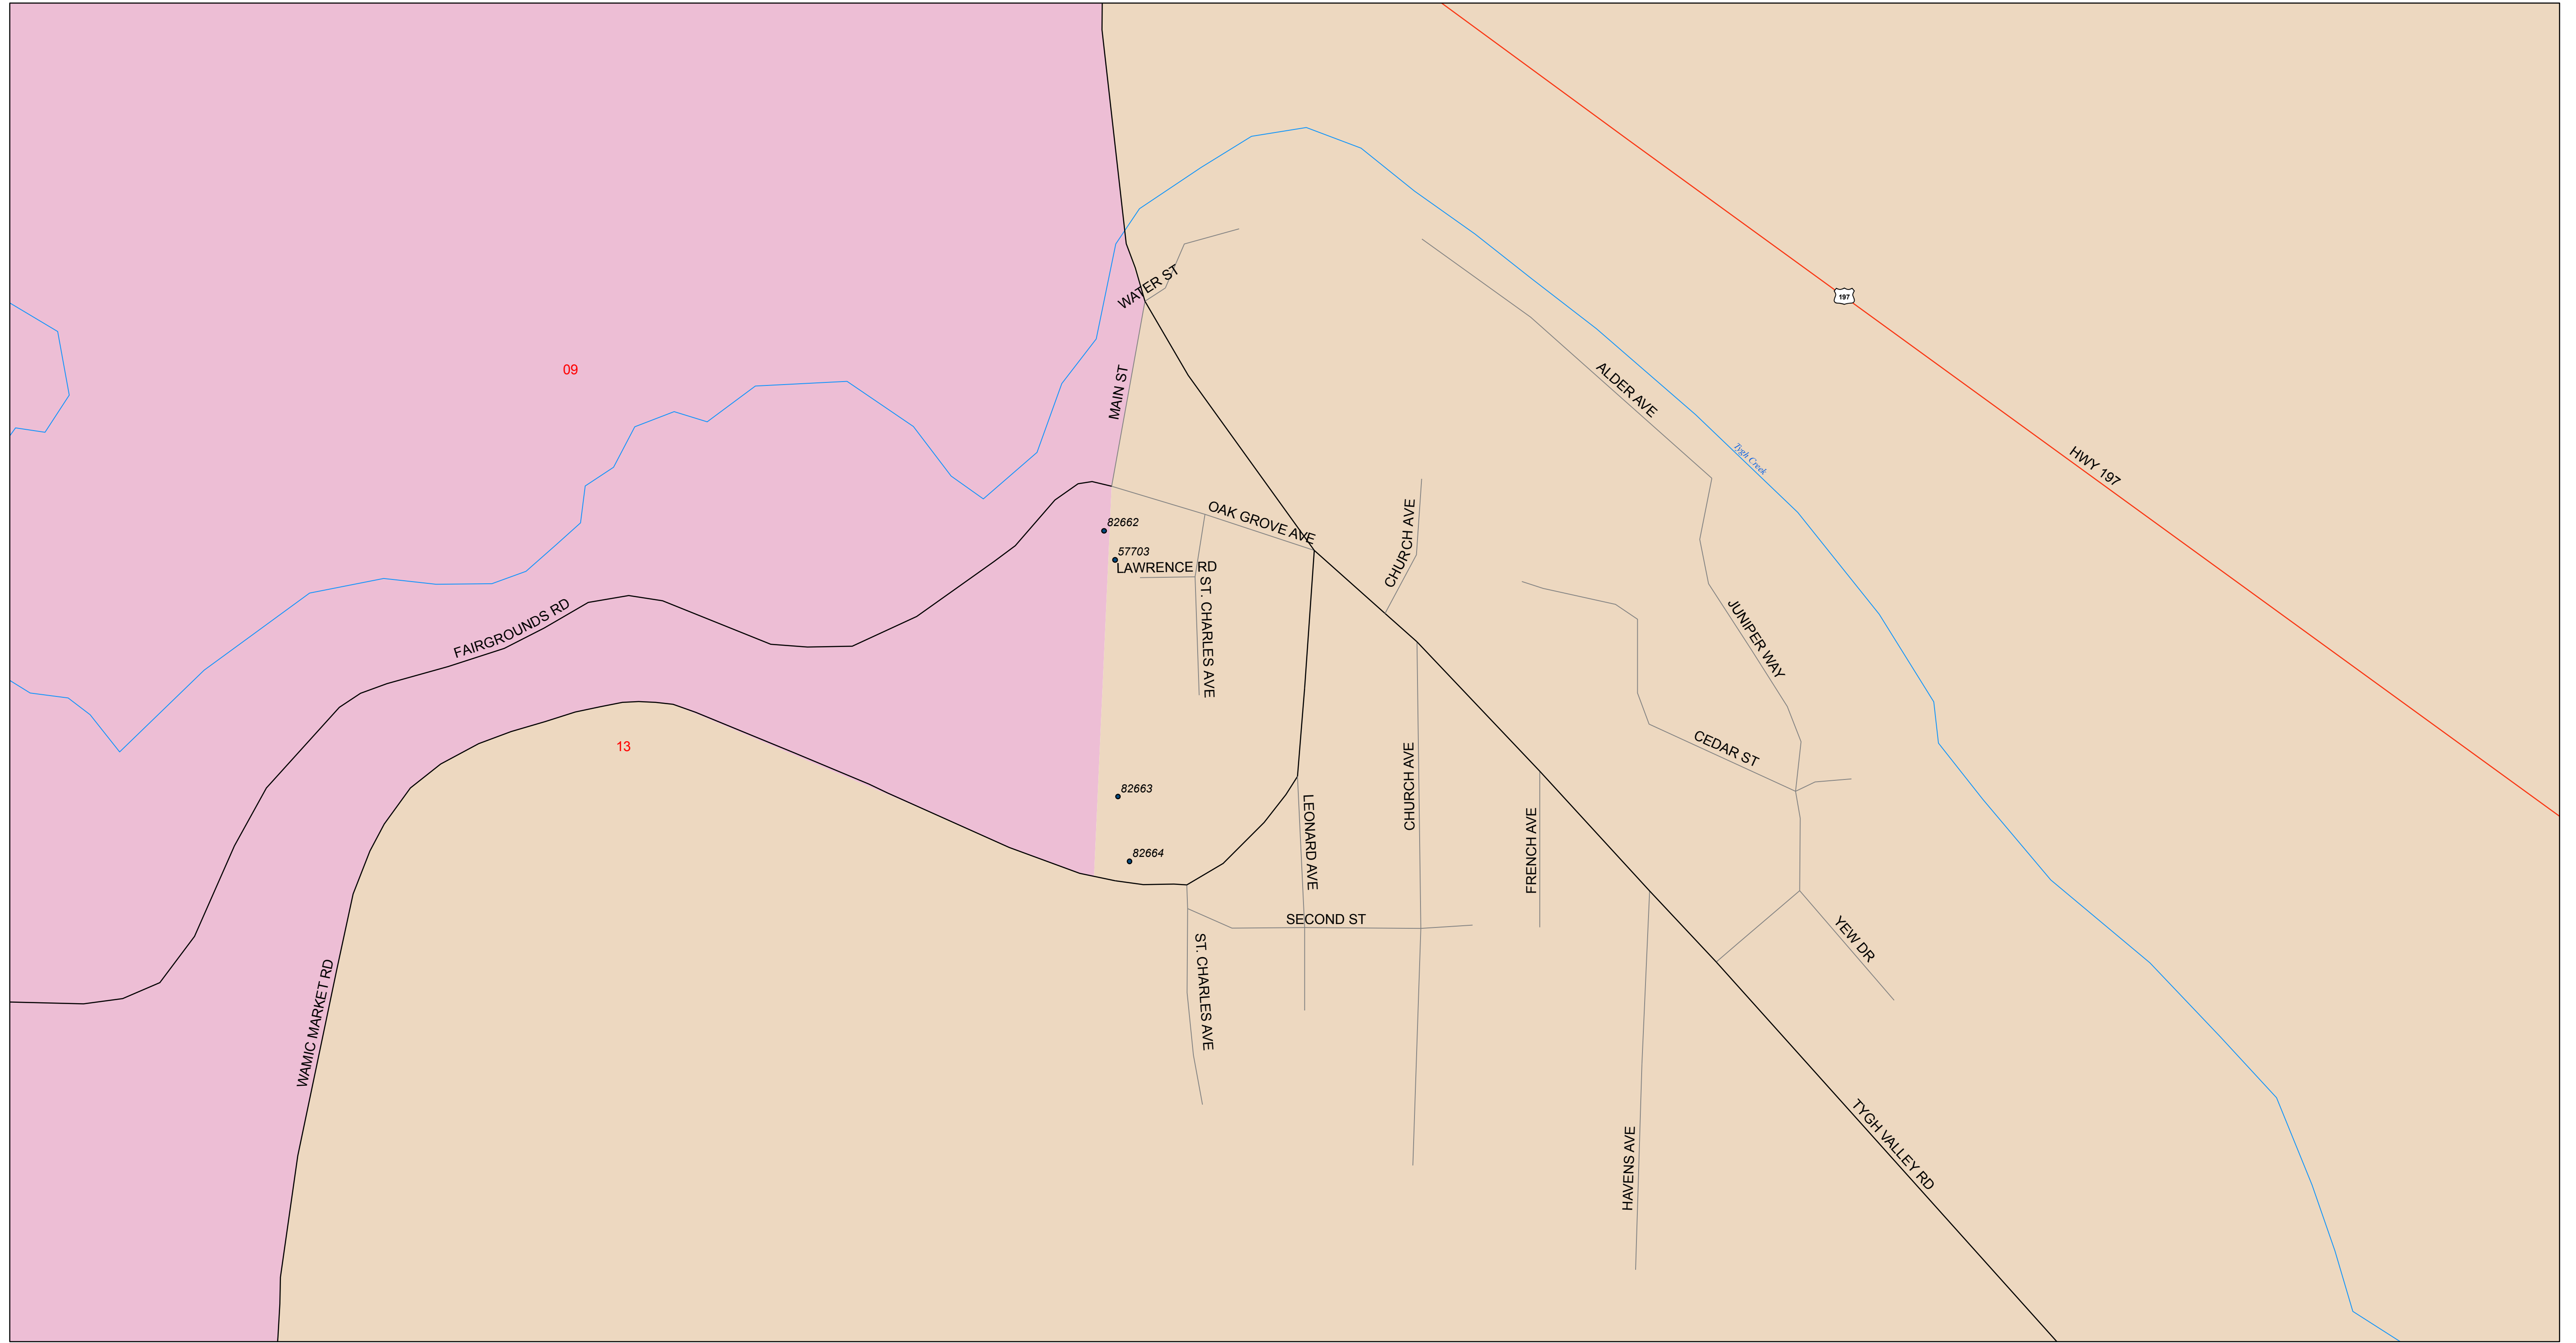 WATER ST
197
09
MAIN ST
ALDER AVE
Tygh Creek
HWY 197
82662
OAK GROVE AVE
CHURCH AVE
57703
LAWRENCE RD
FAIRGROUNDS RD
ST. CHARLES AVE
JUNIPER WAY
13
CEDAR ST
82663
LEONARD AVE
CHURCH AVE
FRENCH AVE
82664
SECOND ST
YEW DR
WAMIC MARKET RD
ST. CHARLES AVE
HAVENS AVE
TYGH VALLEY RD